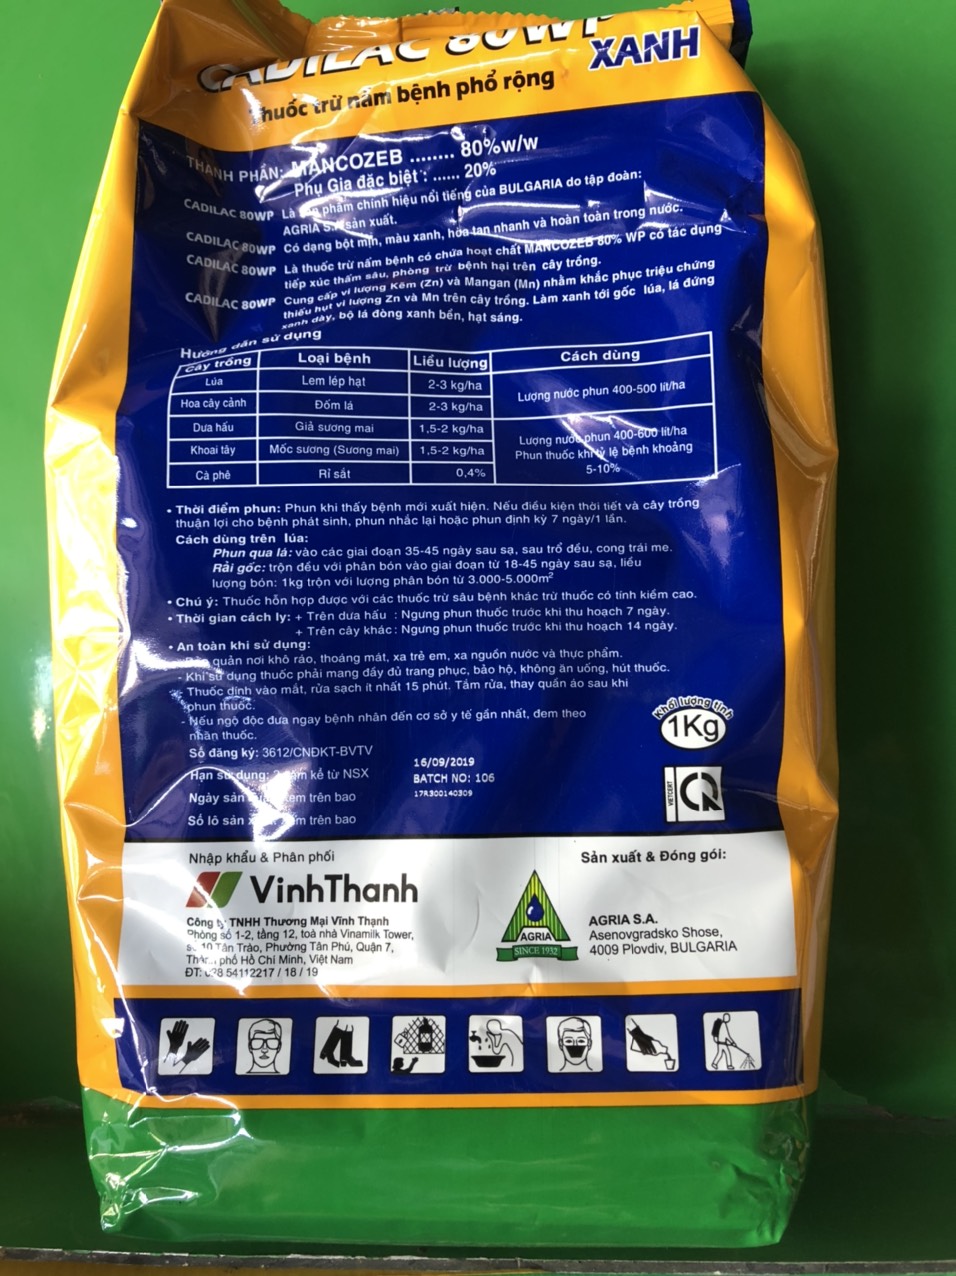 CADILAC 80WP
XANH
Thuốc trừ nấm bệnh phổ rộng
THÀNH PHẦN: MANCOZEB ........ 80%w/w
Phụ Gia đặc biệt : ...... 20%
CADILAC 80WP Là sản phẩm chính hiệu nổi tiếng của BULGARIA do tập đoàn:
AGRIA S.A sản xuất.
CADILAC 80WP Có dạng bột mịn, màu xanh, hòa tan nhanh và hoàn toàn trong nước.
CADILAC 80WP Là thuốc trừ nấm bệnh có chứa hoạt chất MANCOZEB 80% WP có tác dụng
tiếp xúc thấm sâu, phòng trừ bệnh hại trên cây trồng.
CADILAC 80WP Cung cấp vi lượng Kẽm (Zn) và Mangan (Mn) nhằm khắc phục triệu chứng
thiếu hụt vi lượng Zn và Mn trên cây trồng. Làm xanh tới gốc lúa, lá đứng
xanh dày, bộ lá đòng xanh bền, hạt sáng.
Hướng dẫn sử dụng
Cây trồng Loại bệnh Liều lượng Cách dùng
Lúa Lem lép hạt 2-3 kg/ha Lượng nước phun 400-500 lít/ha
Hoa cây cảnh Đốm lá 2-3 kg/ha
Dưa hấu Giả sương mai 1,5-2 kg/ha Lượng nước phun 400-600 lít/ha
Khoai tây Mốc sương (Sương mai) 1,5-2 kg/ha Phun thuốc khi tỷ lệ bệnh khoảng
Cà phê Rỉ sắt 0,4% 5-10%
• Thời điểm phun: Phun khi thấy bệnh mới xuất hiện. Nếu điều kiện thời tiết và cây trồng
thuận lợi cho bệnh phát sinh, phun nhắc lại hoặc phun định kỳ 7 ngày/1 lần.
Cách dùng trên lúa:
Phun qua lá: vào các giai đoạn 35-45 ngày sau sạ, sau trổ đều, cong trái me.
Rải gốc: trộn đều với phân bón vào giai đoạn từ 18-45 ngày sau sạ, liều
lượng bón: 1kg trộn với lượng phân bón từ 3.000-5.000m²
• Chú ý: Thuốc hỗn hợp được với các thuốc trừ sâu bệnh khác trừ thuốc có tính kiềm cao.
• Thời gian cách ly: + Trên dưa hấu : Ngưng phun thuốc trước khi thu hoạch 7 ngày.
+ Trên cây khác: Ngưng phun thuốc trước khi thu hoạch 14 ngày.
• An toàn khi sử dụng:
- Bảo quản nơi khô ráo, thoáng mát, xa trẻ em, xa nguồn nước và thực phẩm.
- Khi sử dụng thuốc phải mang đầy đủ trang phục, bảo hộ, không ăn uống, hút thuốc.
- Thuốc dính vào mắt, rửa sạch ít nhất 15 phút. Tắm rửa, thay quần áo sau khi
phun thuốc.
- Nếu ngộ độc đưa ngay bệnh nhân đến cơ sở y tế gần nhất, đem theo
nhãn thuốc.
Số đăng ký: 3612/CNĐKT-BVTV
Hạn sử dụng: 2 năm kể từ NSX
Ngày sản xuất: xem trên bao
Số lô sản xuất: xem trên bao
16/09/2019
BATCH NO: 106
17R300140309
Khối lượng tịnh
1Kg
VIETCERT
Nhập khẩu & Phân phối
VinhThanh
Công ty TNHH Thương Mại Vĩnh Thạnh
Phòng số 1-2, tầng 12, toà nhà Vinamilk Tower,
số 10 Tân Trào, Phường Tân Phú, Quận 7,
Thành phố Hồ Chí Minh, Việt Nam
ĐT: 028 54112217 / 18 / 19
Sản xuất & Đóng gói:
AGRIA
SINCE 1932
AGRIA S.A.
Asenovgradsko Shose,
4009 Plovdiv, BULGARIA